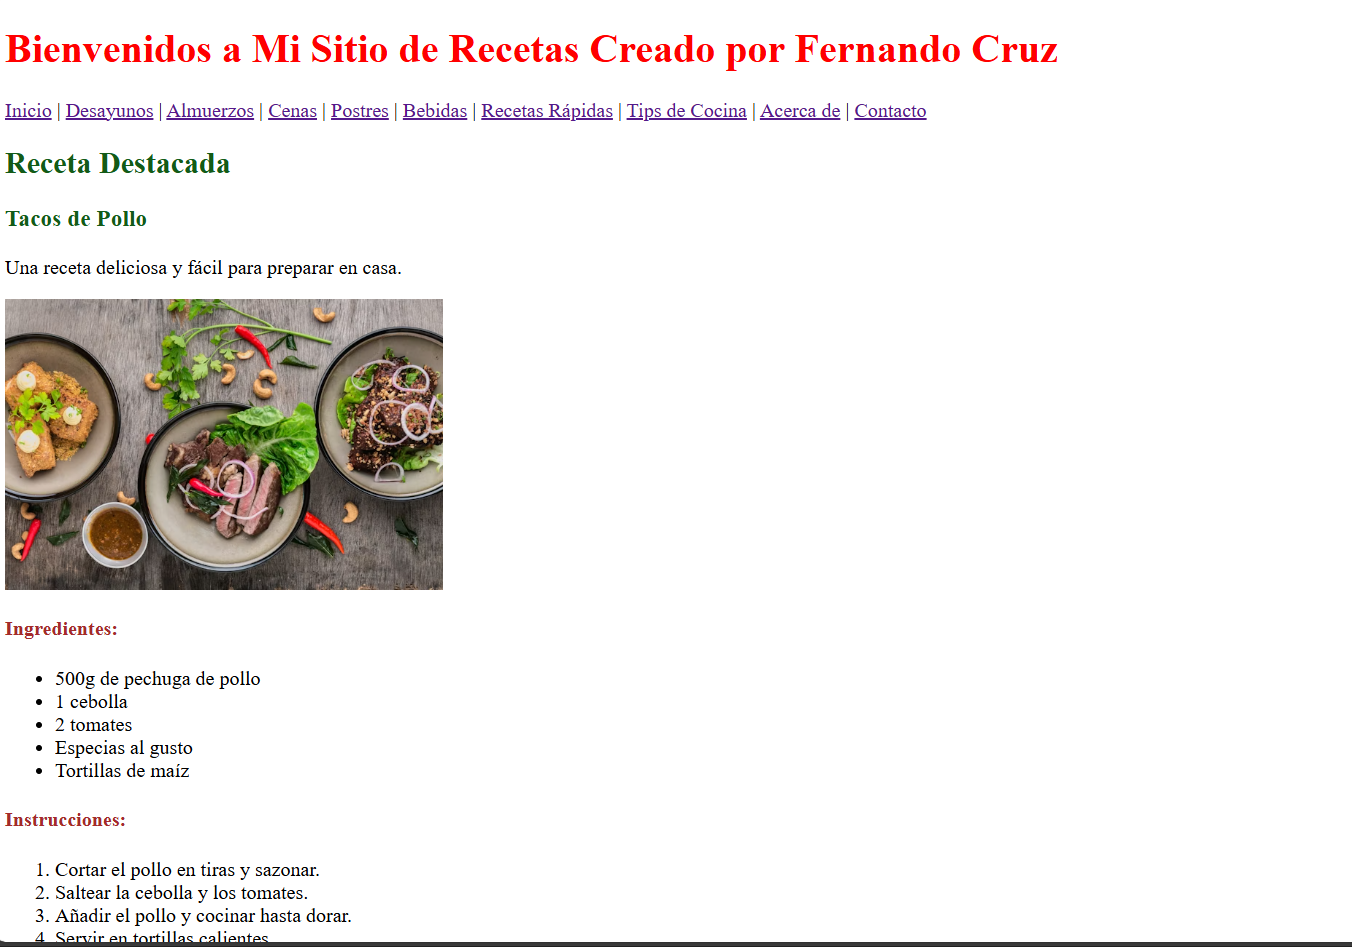 Bienvenidos a Mi Sitio de Recetas Creado por Fernando Cruz
Inicio | Desayunos | Almuerzos | Cenas | Postres | Bebidas | Recetas Rápidas | Tips de Cocina | Acerca de | Contacto
Receta Destacada
Tacos de Pollo
Una receta deliciosa y fácil para preparar en casa.
Ingredientes:
• 500g de pechuga de pollo
• 1 cebolla
• 2 tomates
• Especias al gusto
• Tortillas de maíz
Instrucciones:
1. Cortar el pollo en tiras y sazonar.
2. Saltear la cebolla y los tomates.
3. Añadir el pollo y cocinar hasta dorar.
4. Servir en tortillas calientes